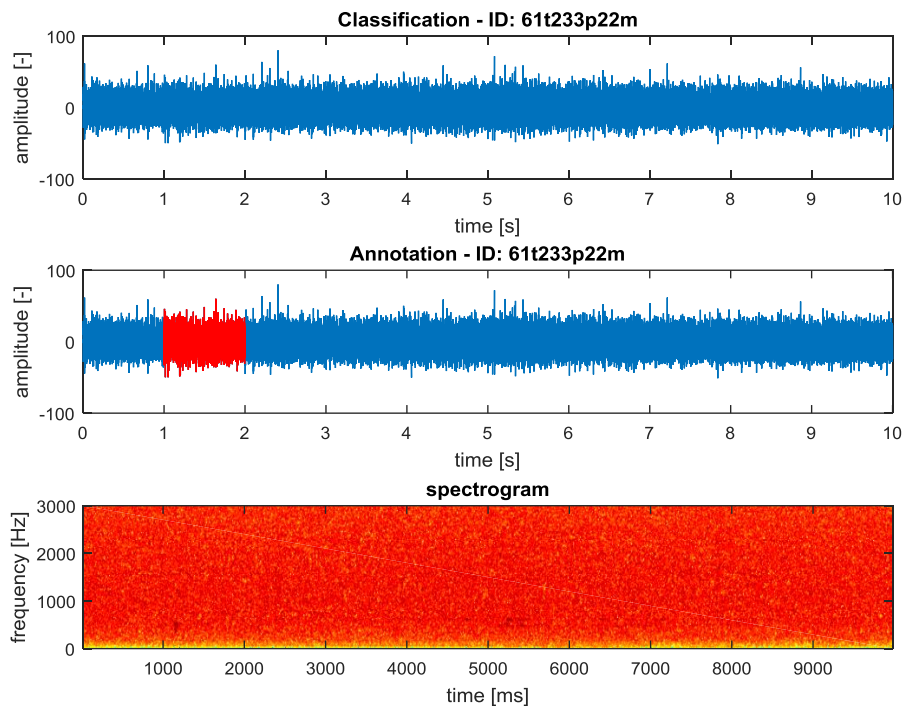 Classification - ID: 61t233p22m
100
0
-100
amplitude [-]
0 1 2 3 4 5 6 7 8 9 10
time [s]
Annotation - ID: 61t233p22m
100
0
-100
amplitude [-]
0 1 2 3 4 5 6 7 8 9 10
time [s]
spectrogram
3000
2000
1000
0
frequency [Hz]
1000 2000 3000 4000 5000 6000 7000 8000 9000
time [ms]